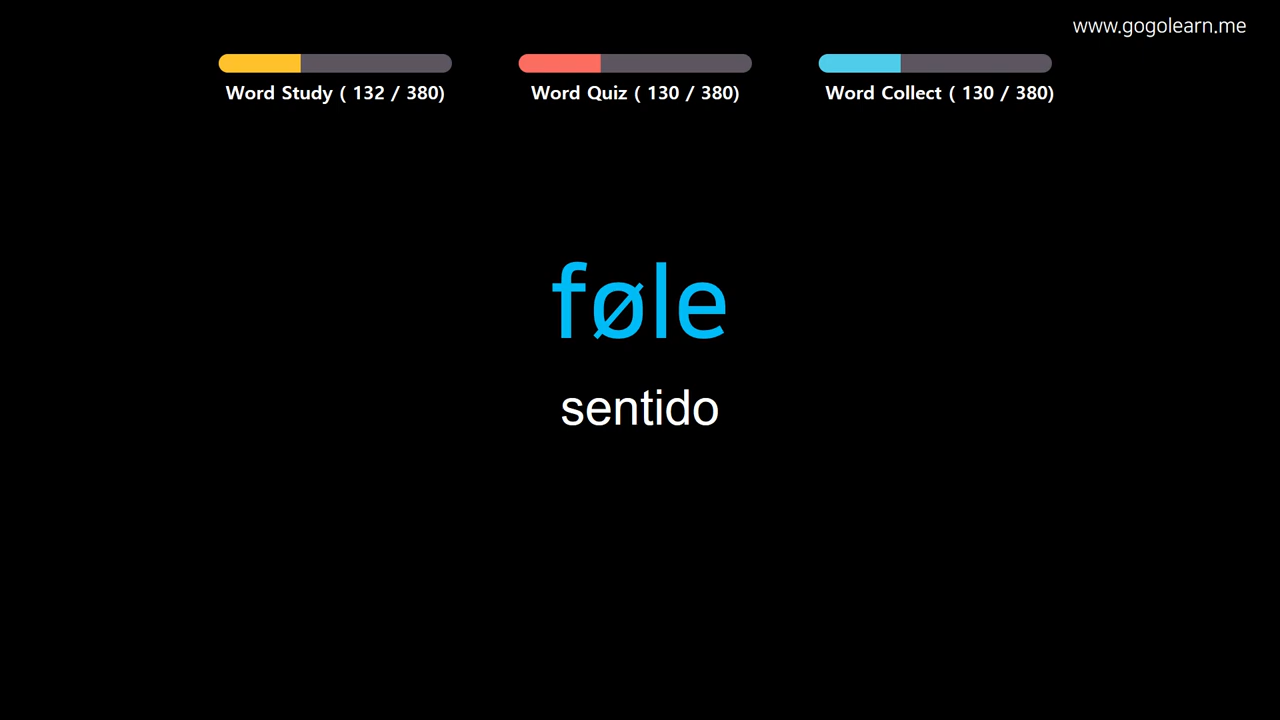 www.gogolearn.me
Word Study ( 132 / 380)
Word Quiz ( 130 / 380)
Word Collect ( 130 / 380)
føle
sentido